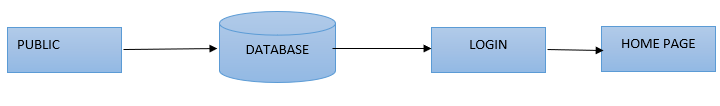 PUBLIC
DATABASE
LOGIN
HOME PAGE